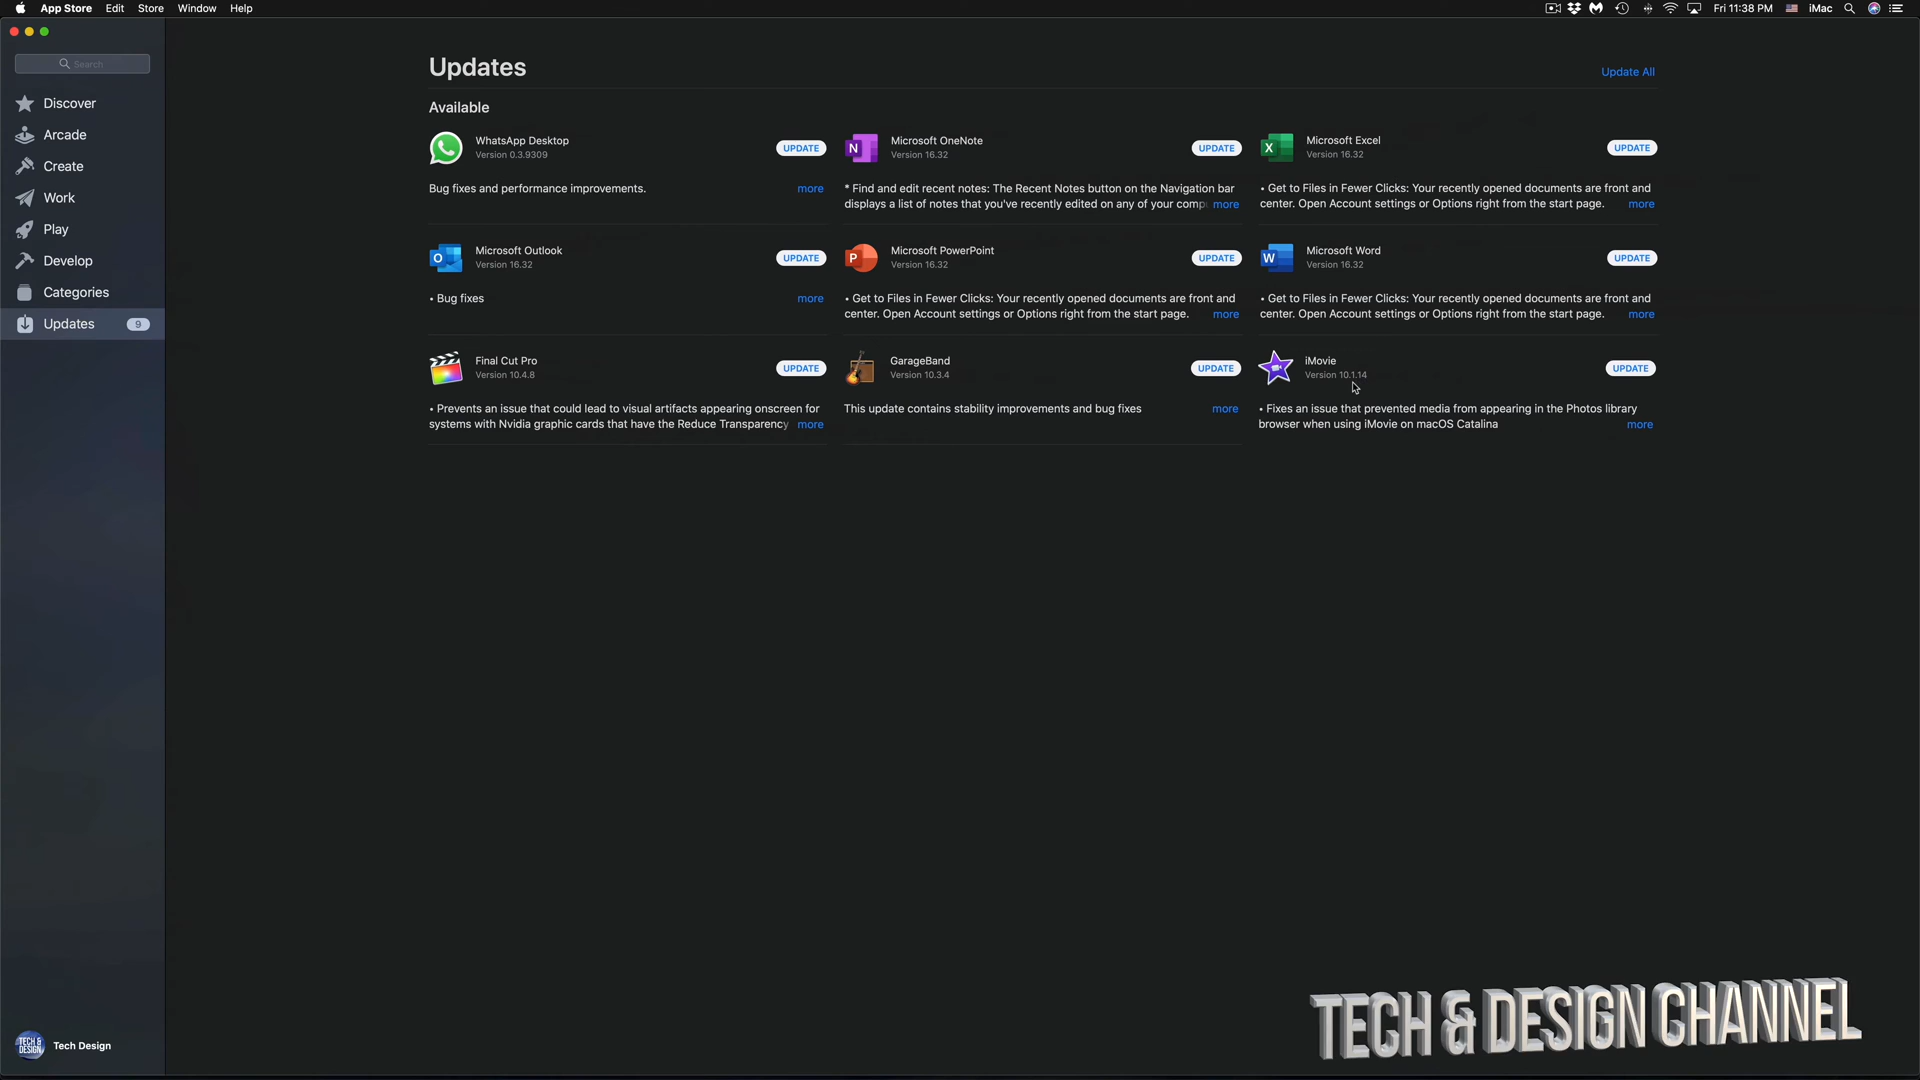 App Store Edit Store Window Help Fri 11:38 PM iMac
Search
Discover
Arcade
Create
Work
Play
Develop
Categories
Updates 9
Updates
Update All
Available
WhatsApp Desktop
Version 0.3.9309
UPDATE
Bug fixes and performance improvements.
more
Microsoft OneNote
Version 16.32
UPDATE
* Find and edit recent notes: The Recent Notes button on the Navigation bar
displays a list of notes that you've recently edited on any of your comp
more
Microsoft Excel
Version 16.32
UPDATE
• Get to Files in Fewer Clicks: Your recently opened documents are front and
center. Open Account settings or Options right from the start page.
more
Microsoft Outlook
Version 16.32
UPDATE
• Bug fixes
more
Microsoft PowerPoint
Version 16.32
UPDATE
• Get to Files in Fewer Clicks: Your recently opened documents are front and
center. Open Account settings or Options right from the start page.
more
Microsoft Word
Version 16.32
UPDATE
• Get to Files in Fewer Clicks: Your recently opened documents are front and
center. Open Account settings or Options right from the start page.
more
Final Cut Pro
Version 10.4.8
UPDATE
• Prevents an issue that could lead to visual artifacts appearing onscreen for
systems with Nvidia graphic cards that have the Reduce Transparency
more
GarageBand
Version 10.3.4
UPDATE
This update contains stability improvements and bug fixes
more
iMovie
Version 10.1.14
UPDATE
• Fixes an issue that prevented media from appearing in the Photos library
browser when using iMovie on macOS Catalina
more
TECH &
DESIGN
Tech Design
TECH & DESIGN CHANNEL